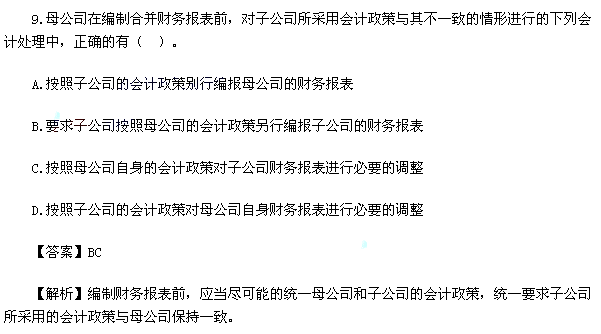 9.母公司在编制合并财务报表前，对子公司所采用会计政策与其不一致的情形进行的下列会
计处理中，正确的有（ ）。
A.按照子公司的会计政策别行编报母公司的财务报表
B.要求子公司按照母公司的会计政策另行编报子公司的财务报表
C.按照母公司自身的会计政策对子公司财务报表进行必要的调整
D.按照子公司的会计政策对母公司自身财务报表进行必要的调整
【答案】BC
【解析】编制财务报表前，应当尽可能的统一母公司和子公司的会计政策，统一要求子公司
所采用的会计政策与母公司保持一致。